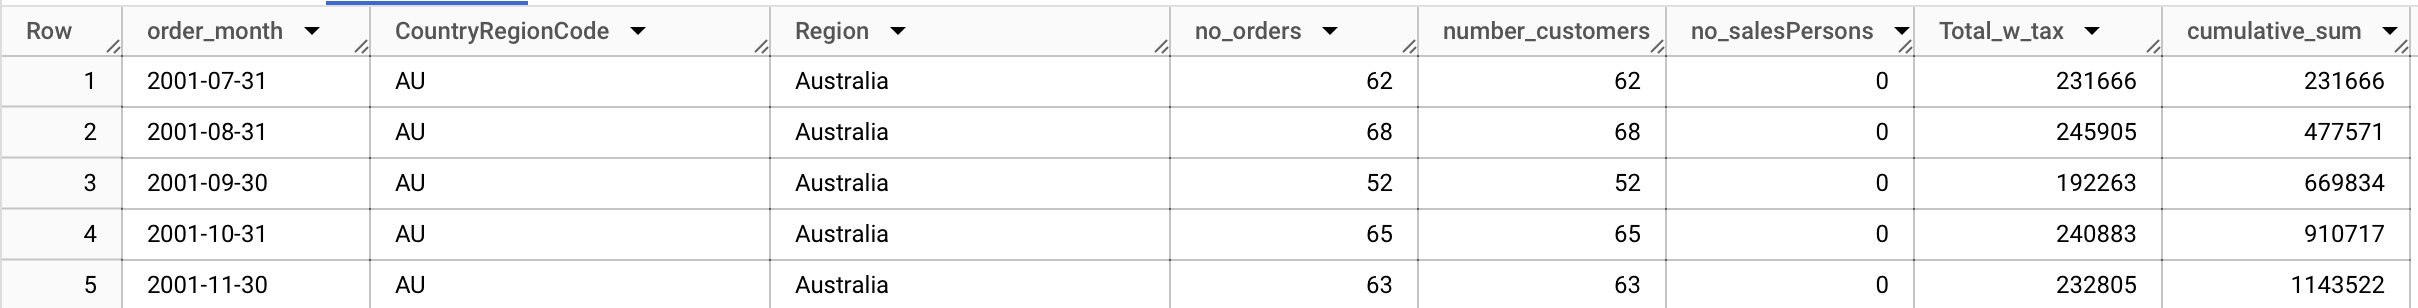 Row order_month CountryRegionCode Region no_orders number_customers no_salesPersons Total_w_tax cumulative_sum
1 2001-07-31 AU Australia 62 62 0 231666 231666
2 2001-08-31 AU Australia 68 68 0 245905 477571
3 2001-09-30 AU Australia 52 52 0 192263 669834
4 2001-10-31 AU Australia 65 65 0 240883 910717
5 2001-11-30 AU Australia 63 63 0 232805 1143522